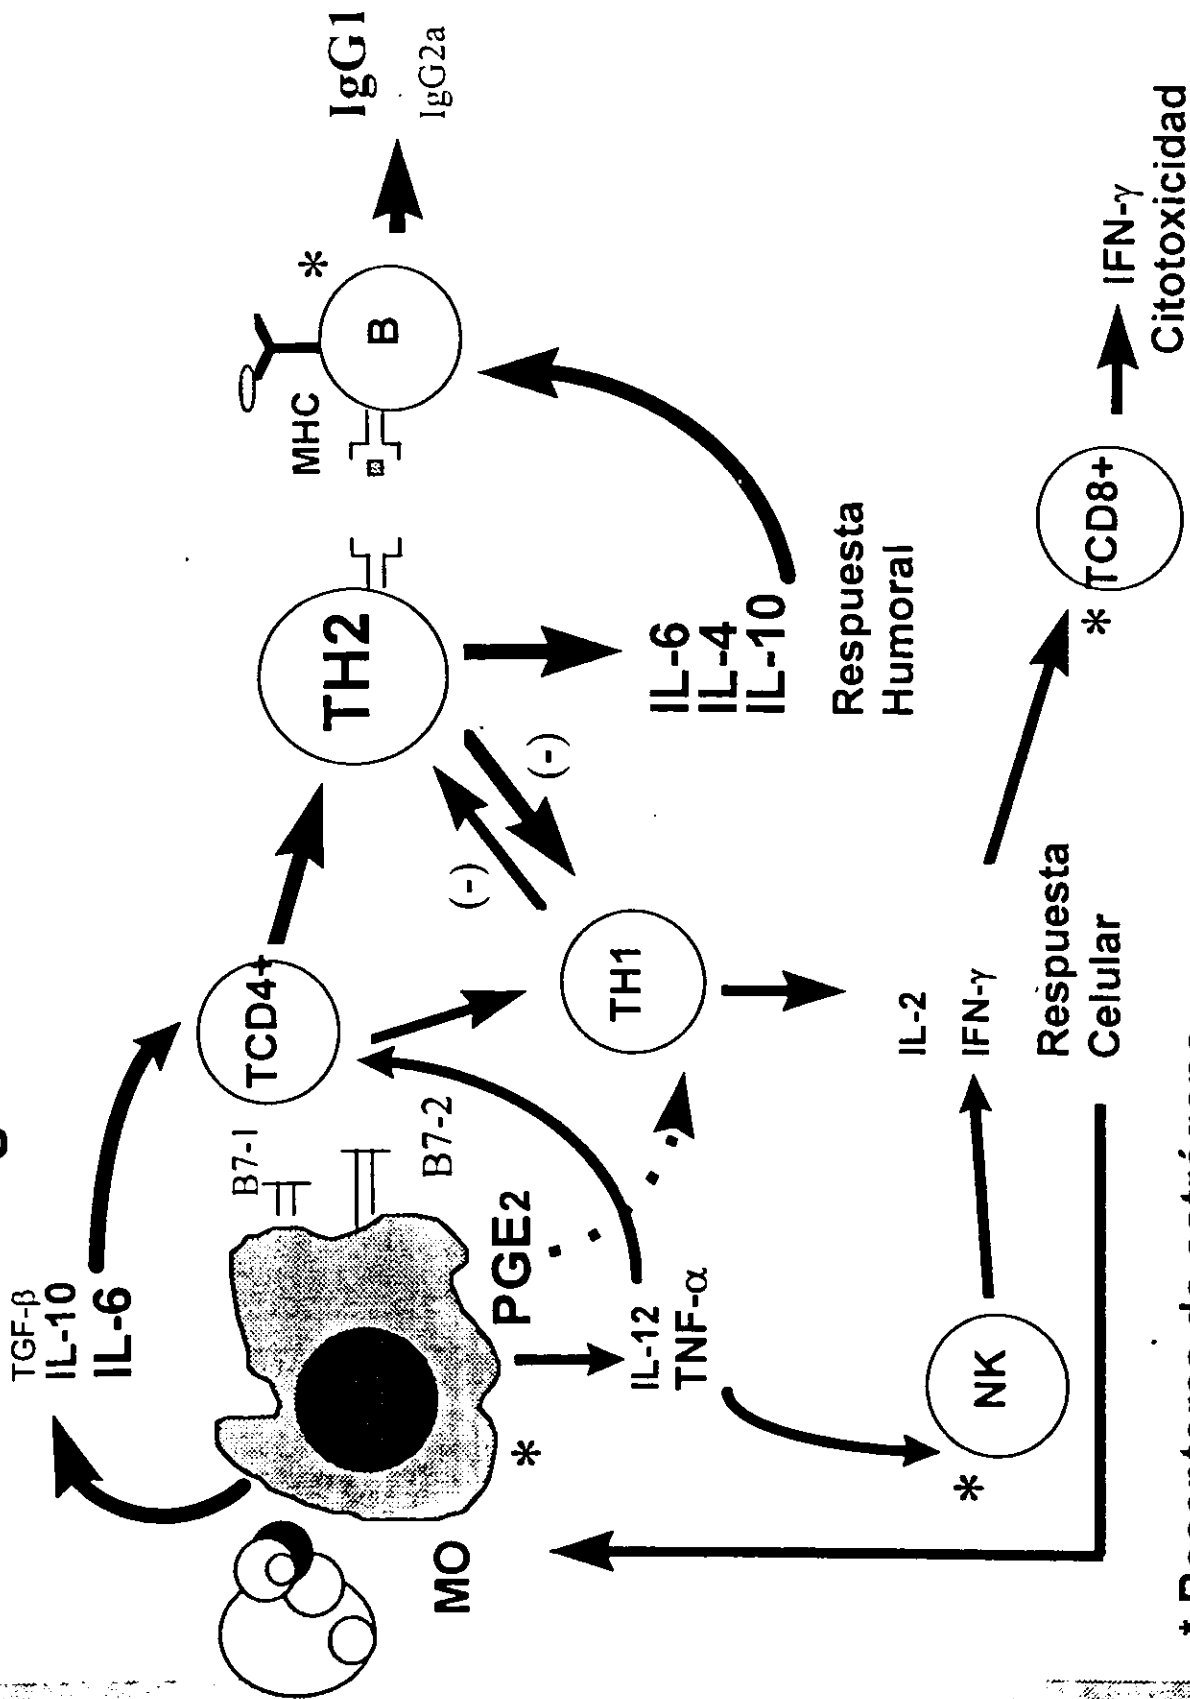 TGF-β
IL-10
IL-6
B7-1
B7-2
TCD4+
TH2
MHC
B
*
IgG1
IgG2a
MO
*
PGE2
IL-12
TNF-α
(-)
(-)
TH1
IL-6
IL-4
IL-10
Respuesta
Humoral
NK
*
IL-2
IFN-γ
Respuesta
Celular
* TCD8+
IFN-γ
Citotoxicidad